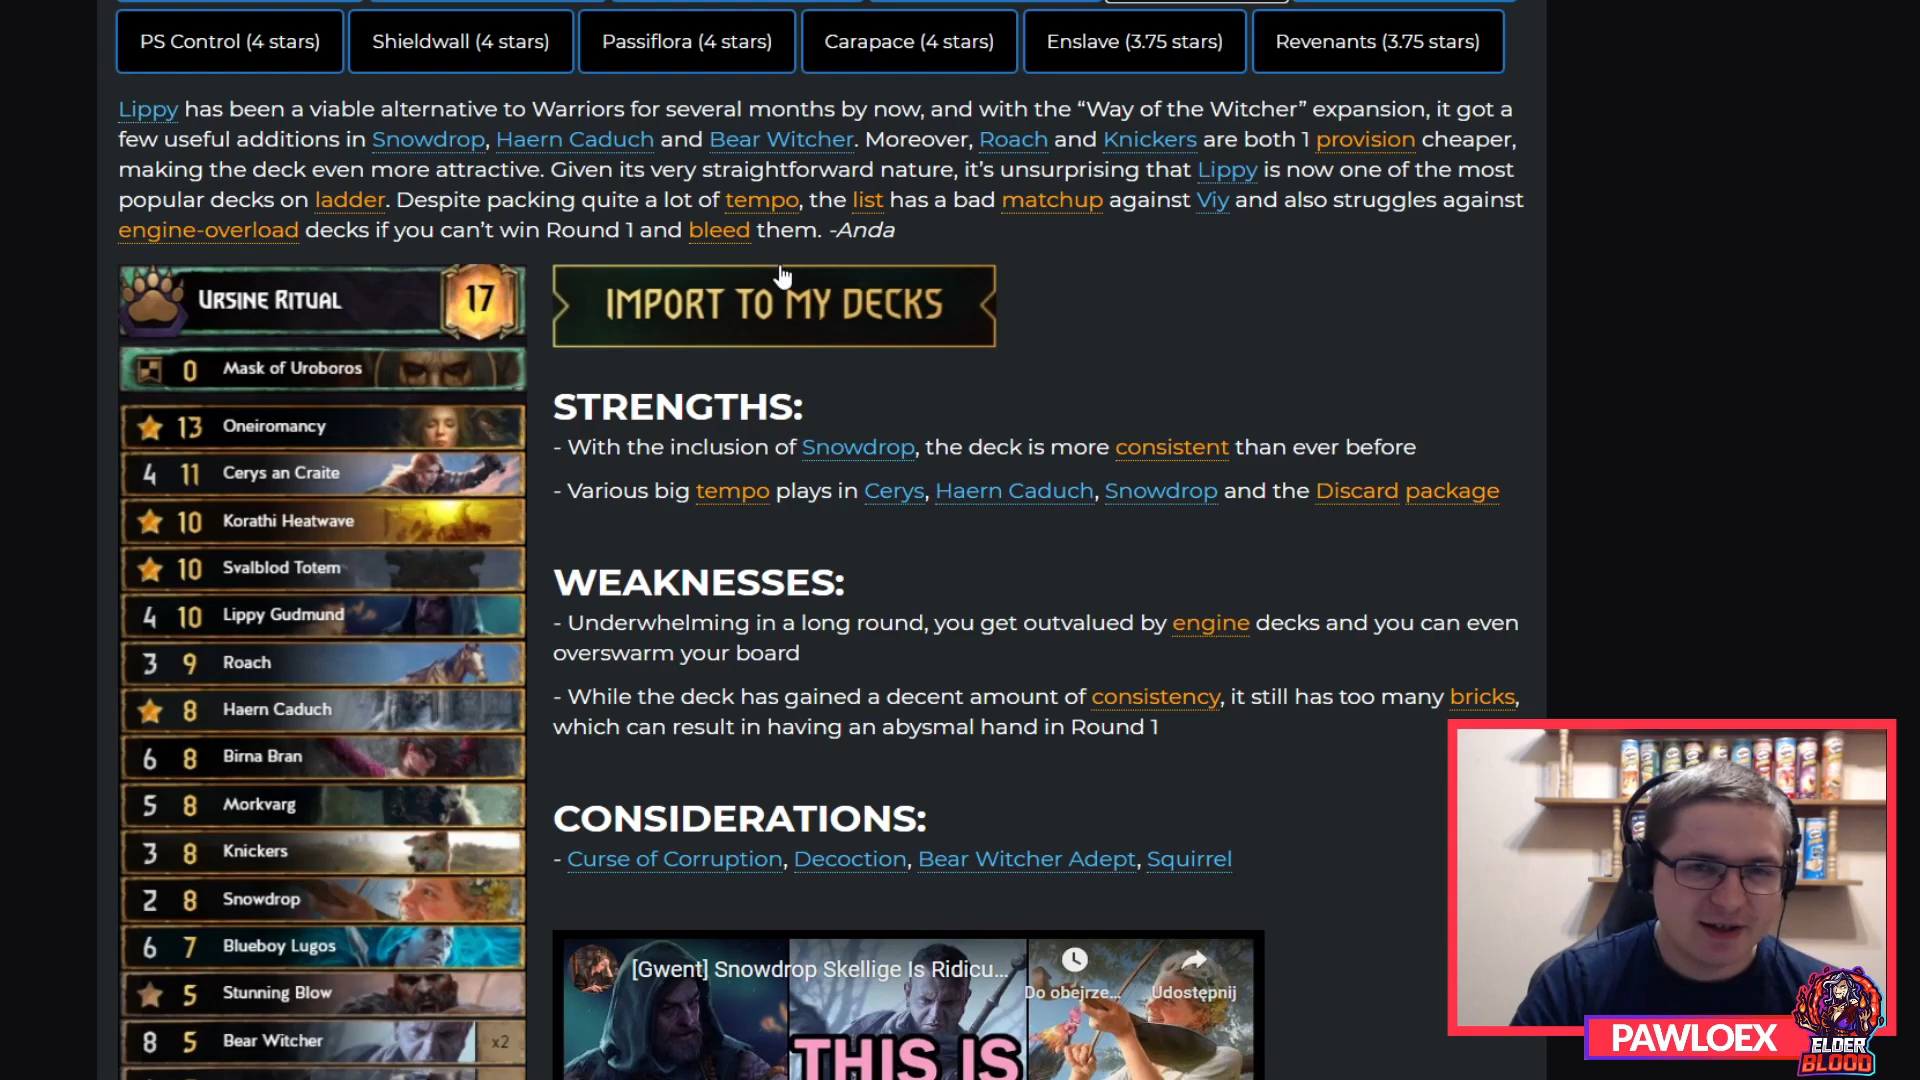 PS Control (4 stars)
Shieldwall (4 stars)
Passiflora (4 stars)
Carapace (4 stars)
Enslave (3.75 stars)
Revenants (3.75 stars)
Lippy has been a viable alternative to Warriors for several months by now, and with the “Way of the Witcher” expansion, it got a
few useful additions in Snowdrop, Haern Caduch and Bear Witcher. Moreover, Roach and Knickers are both 1 provision cheaper,
making the deck even more attractive. Given its very straightforward nature, it’s unsurprising that Lippy is now one of the most
popular decks on ladder. Despite packing quite a lot of tempo, the list has a bad matchup against Viy and also struggles against
engine-overload decks if you can’t win Round 1 and bleed them. -Anda
URSINE RITUAL
17
0 Mask of Uroboros
13 Oneiromancy
4 11 Cerys an Craite
10 Korathi Heatwave
10 Svalblod Totem
4 10 Lippy Gudmund
3 9 Roach
8 Haern Caduch
6 8 Birna Bran
5 8 Morkvarg
3 8 Knickers
2 8 Snowdrop
6 7 Blueboy Lugos
5 Stunning Blow
8 5 Bear Witcher x2
IMPORT TO MY DECKS
STRENGTHS:
- With the inclusion of Snowdrop, the deck is more consistent than ever before
- Various big tempo plays in Cerys, Haern Caduch, Snowdrop and the Discard package
WEAKNESSES:
- Underwhelming in a long round, you get outvalued by engine decks and you can even
overswarm your board
- While the deck has gained a decent amount of consistency, it still has too many bricks,
which can result in having an abysmal hand in Round 1
CONSIDERATIONS:
- Curse of Corruption, Decoction, Bear Witcher Adept, Squirrel
[Gwent] Snowdrop Skellige Is Ridicu...
Do obejrze...
Udostępnij
THIS IS
PAWLOEX
ELDER
BLOOD